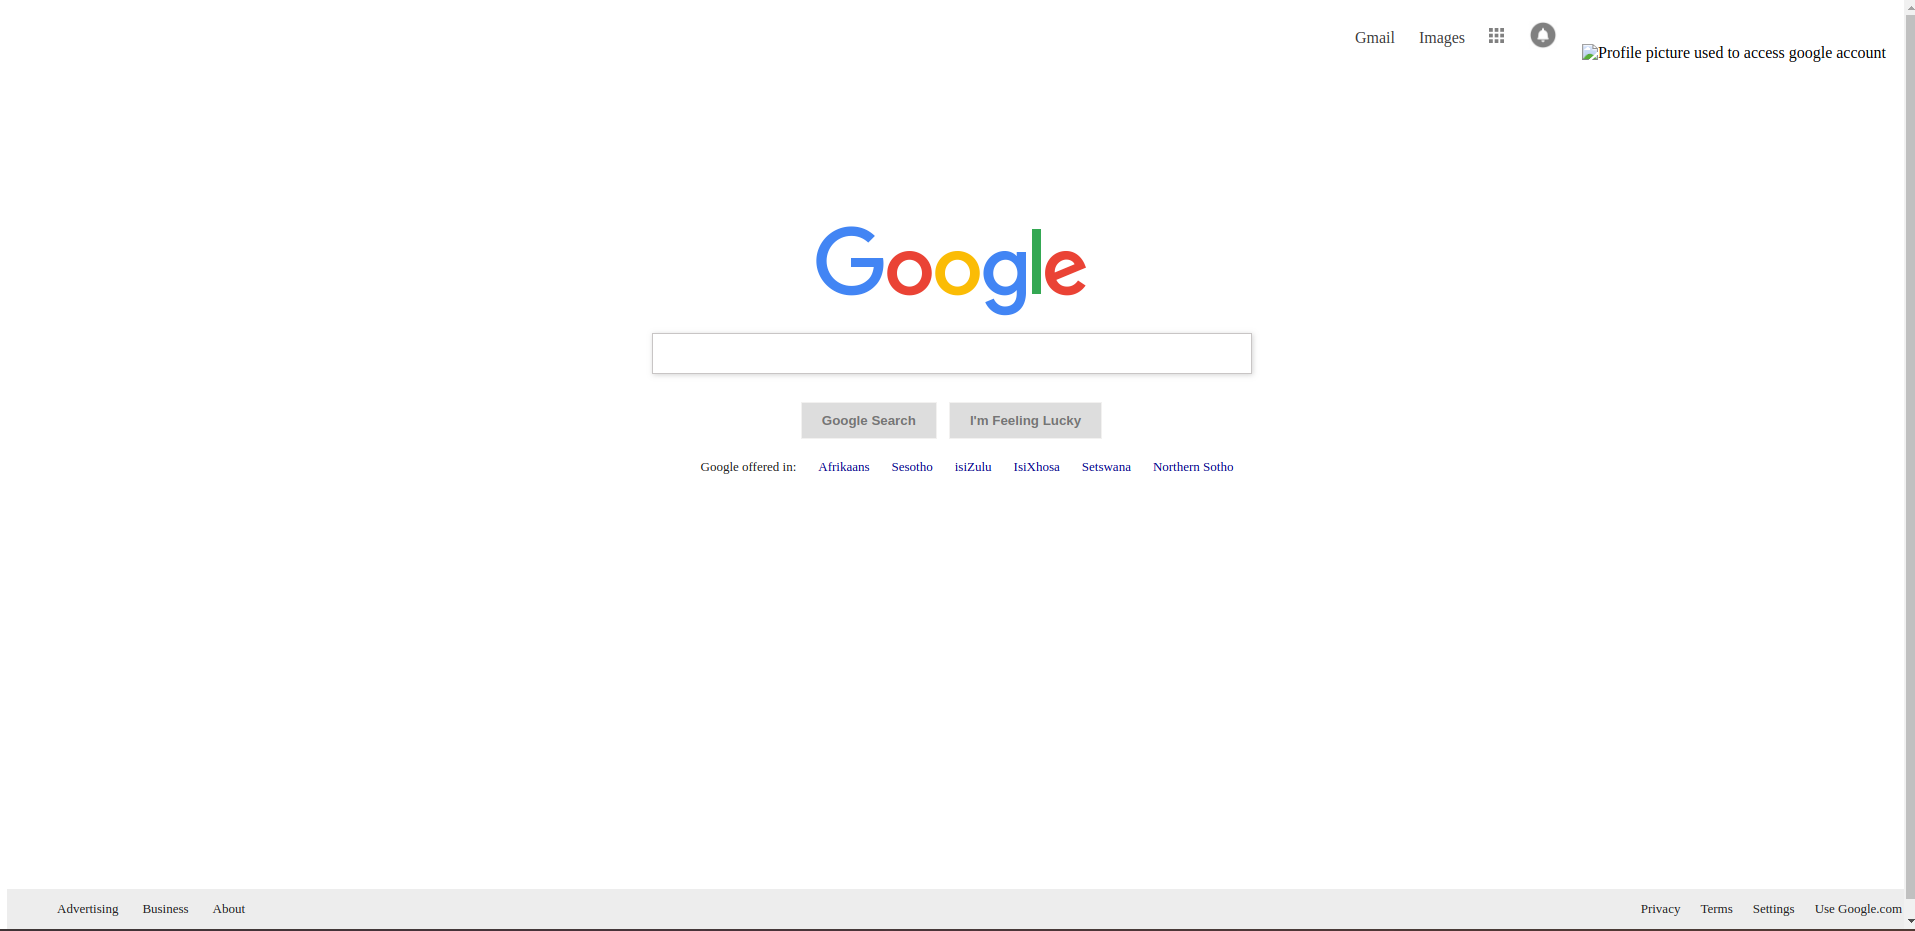 Gmail Images
Profile picture used to access google account
Google
Google Search I'm Feeling Lucky
Google offered in: Afrikaans Sesotho isiZulu IsiXhosa Setswana Northern Sotho
Advertising Business About Privacy Terms Settings Use Google.com